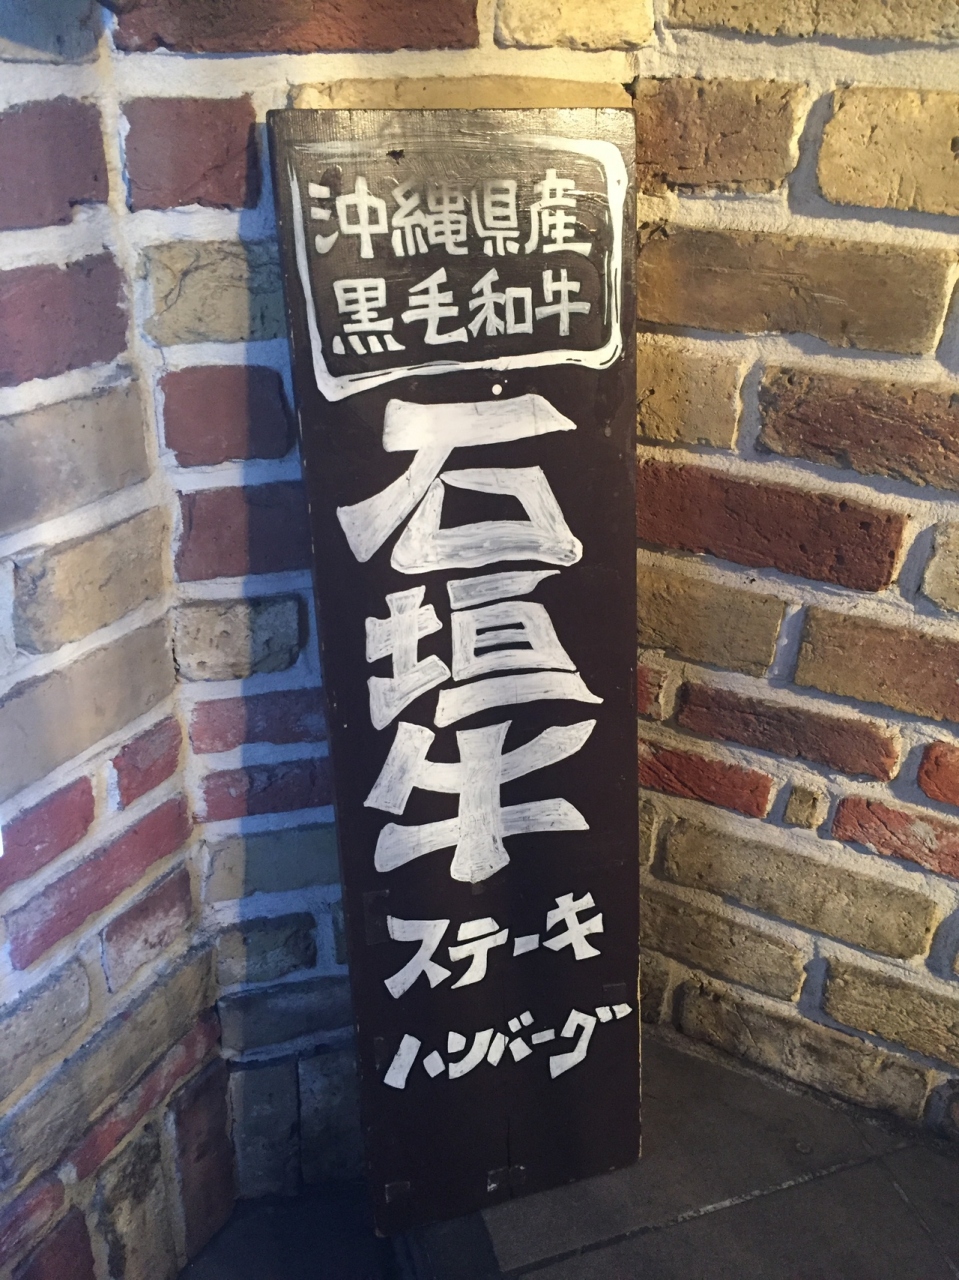 沖縄県産
黒毛和牛
石垣牛
ステーキ
ハンバーグ